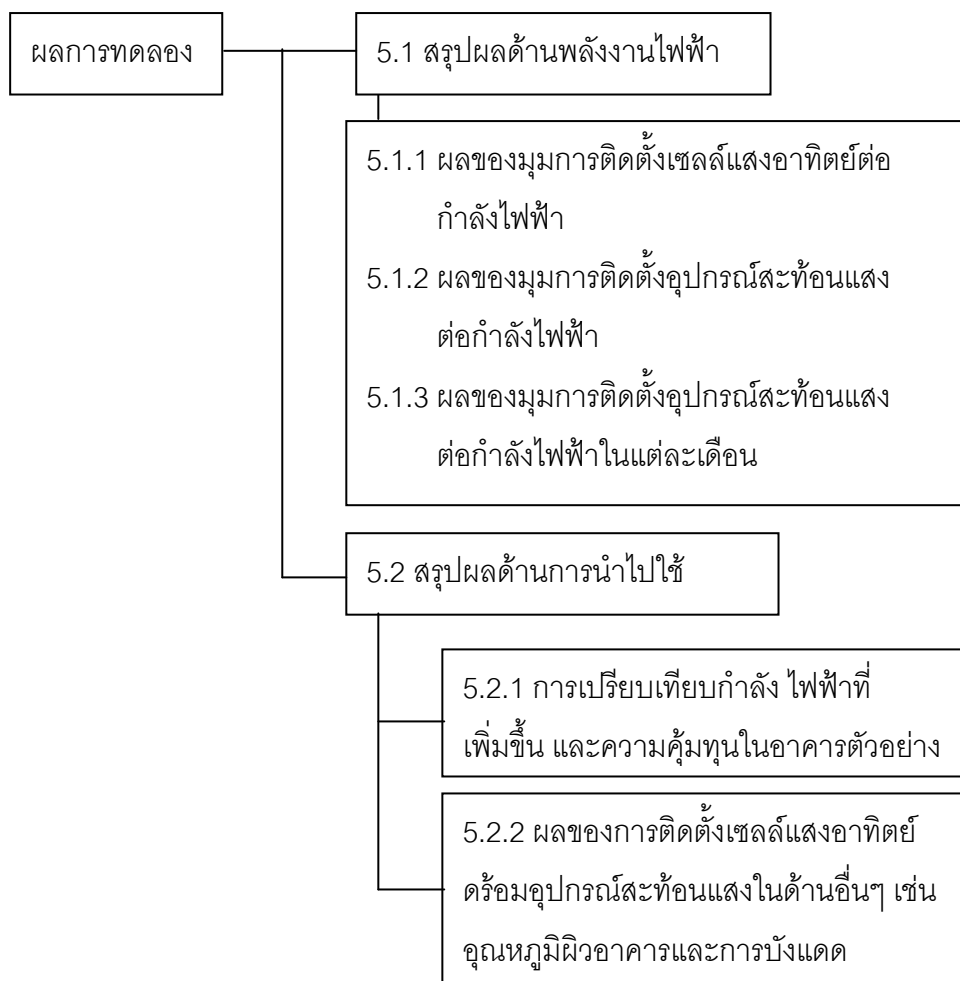 ผลการทดลอง
5.1 สรุปผลด้านพลังงานไฟฟ้า
5.1.1 ผลของมุมการติดตั้งเซลล์แสงอาทิตย์ต่อ
กำลังไฟฟ้า
5.1.2 ผลของมุมการติดตั้งอุปกรณ์สะท้อนแสง
ต่อกำลังไฟฟ้า
5.1.3 ผลของมุมการติดตั้งอุปกรณ์สะท้อนแสง
ต่อกำลังไฟฟ้าในแต่ละเดือน
5.2 สรุปผลด้านการนำไปใช้
5.2.1 การเปรียบเทียบกำลัง ไฟฟ้าที่
เพิ่มขึ้น และความคุ้มทุนในอาคารตัวอย่าง
5.2.2 ผลของการติดตั้งเซลล์แสงอาทิตย์
ดร้อมอุปกรณ์สะท้อนแสงในด้านอื่นๆ เช่น
อุณหภูมิผิวอาคารและการบังแดด